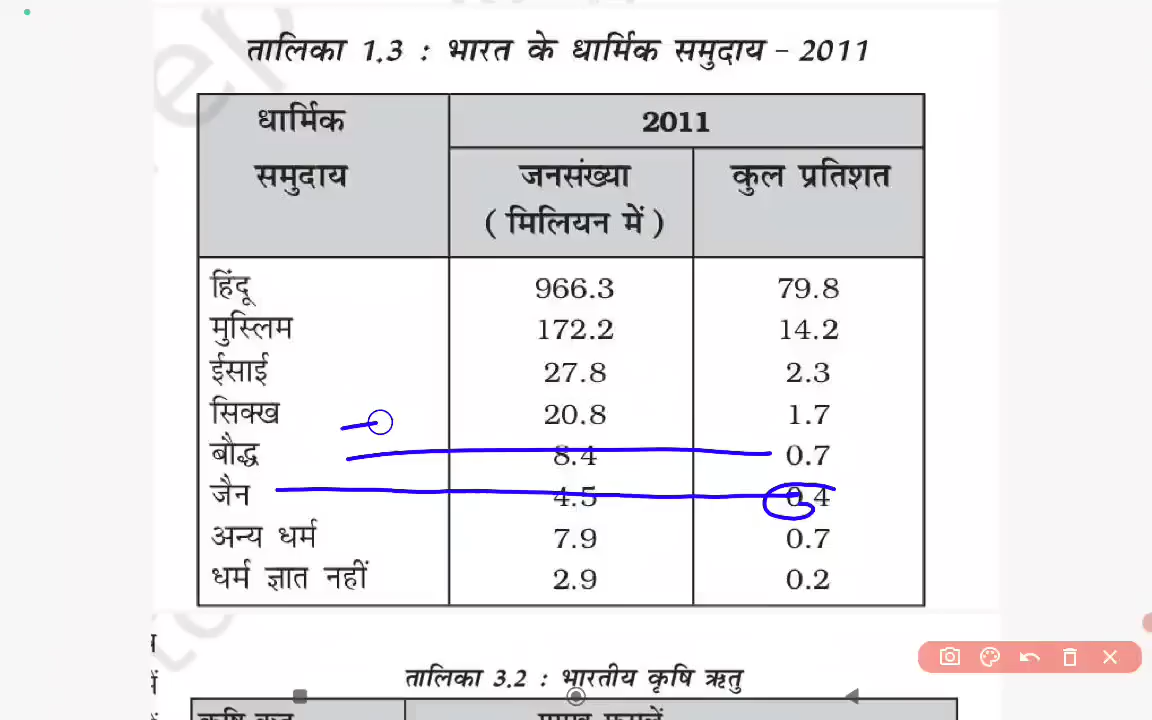 तालिका 1.3 : भारत के धार्मिक समुदाय – 2011
धार्मिक समुदाय
2011
जनसंख्या (मिलियन में)
कुल प्रतिशत
हिंदू 966.3 79.8
मुस्लिम 172.2 14.2
ईसाई 27.8 2.3
सिक्ख 20.8 1.7
बौद्ध 8.4 0.7
जैन 4.5 0.4
अन्य धर्म 7.9 0.7
धर्म ज्ञात नहीं 2.9 0.2
तालिका 3.2 : भारतीय कृषि ऋतु